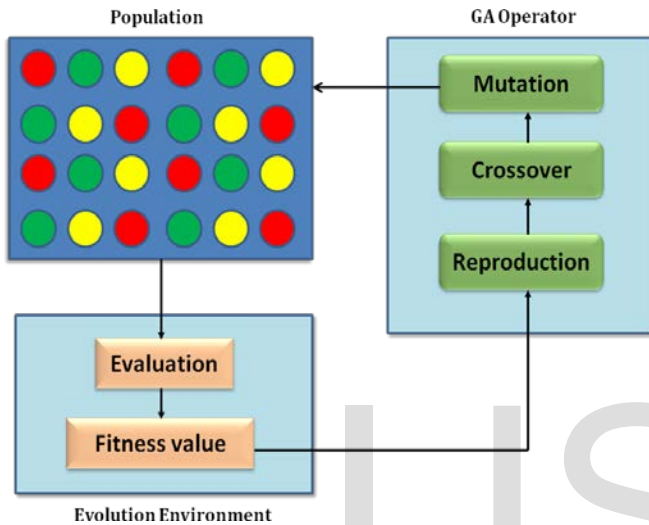 Population
GA Operator
Mutation
Crossover
Reproduction
Evaluation
Fitness value
Evolution Environment